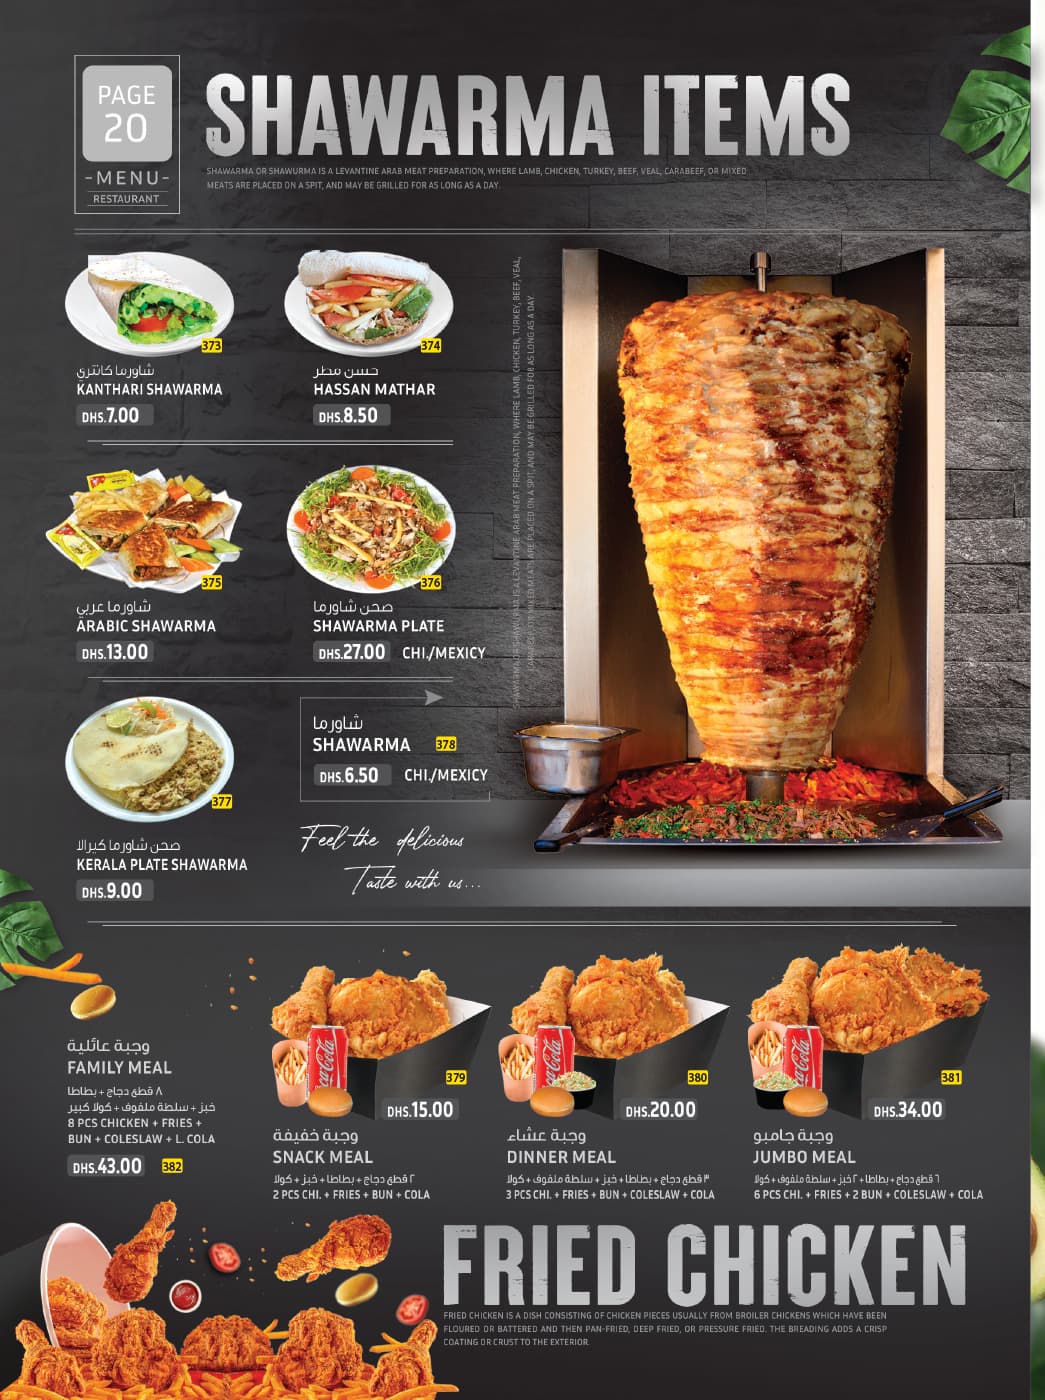 PAGE
20
-MENU-
RESTAURANT
SHAWARMA ITEMS
SHAWARMA OR SHAWURMA IS A LEVANTINE ARAB MEAT PREPARATION, WHERE LAMB, CHICKEN, TURKEY, BEEF, VEAL, CARABEEF, OR MIXED
MEATS ARE PLACED ON A SPIT, AND MAY BE GRILLED FOR AS LONG AS A DAY.
373
شاورما كانتري
KANTHARI SHAWARMA
DHS.7.00
374
حسن مطر
HASSAN MATHAR
DHS.8.50
375
شاورما عربي
ARABIC SHAWARMA
DHS.13.00
376
صحن شاورما
SHAWARMA PLATE
DHS.27.00 CHI./MEXICY
377
صحن شاورما كيرالا
KERALA PLATE SHAWARMA
DHS.9.00
شاورما
SHAWARMA 378
DHS.6.50 CHI./MEXICY
Feel the delicious
Taste with us...
وجبة عائلية
FAMILY MEAL
٨ قطع دجاج + بطاطا
خبز + سلطة ملفوف + كولا كبير
8 PCS CHICKEN + FRIES +
BUN + COLESLAW + L. COLA
DHS.43.00 382
Coca-Cola
379
DHS.15.00
وجبة خفيفة
SNACK MEAL
٢ قطع دجاج + بطاطا + خبز + كولا
2 PCS CHI. + FRIES + BUN + COLA
Coca-Cola
380
DHS.20.00
وجبة عشاء
DINNER MEAL
٣ قطع دجاج + بطاطا + خبز + سلطة ملفوف + كولا
3 PCS CHI. + FRIES + BUN + COLESLAW + COLA
Coca-Cola
381
DHS.34.00
وجبة جامبو
JUMBO MEAL
٦ قطع دجاج + بطاطا + ٢ خبز + سلطة ملفوف + كولا
6 PCS CHI. + FRIES + 2 BUN + COLESLAW + COLA
FRIED CHICKEN
FRIED CHICKEN IS A DISH CONSISTING OF CHICKEN PIECES USUALLY FROM BROILER CHICKENS WHICH HAVE BEEN
FLOURED OR BATTERED AND THEN PAN-FRIED, DEEP FRIED, OR PRESSURE FRIED. THE BREADING ADDS A CRISP
COATING OR CRUST TO THE EXTERIOR